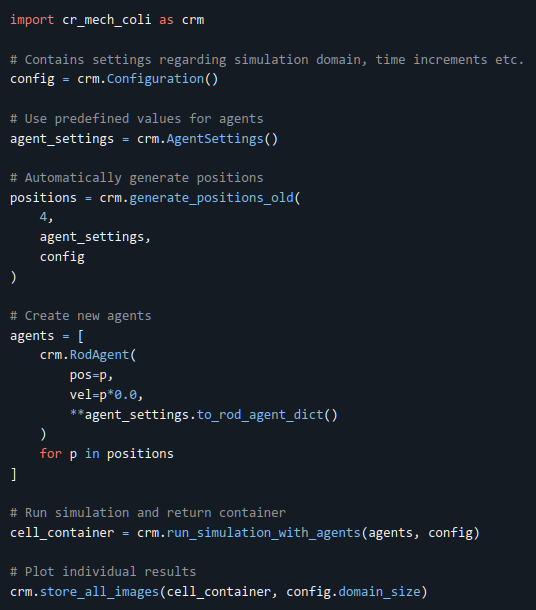 import cr_mech_coli as crm

# Contains settings regarding simulation domain, time increments etc.
config = crm.Configuration()

# Use predefined values for agents
agent_settings = crm.AgentSettings()

# Automatically generate positions
positions = crm.generate_positions_old(
    4,
    agent_settings,
    config
)

# Create new agents
agents = [
    crm.RodAgent(
        pos=p,
        vel=p*0.0,
        **agent_settings.to_rod_agent_dict()
    )
    for p in positions
]

# Run simulation and return container
cell_container = crm.run_simulation_with_agents(agents, config)

# Plot individual results
crm.store_all_images(cell_container, config.domain_size)